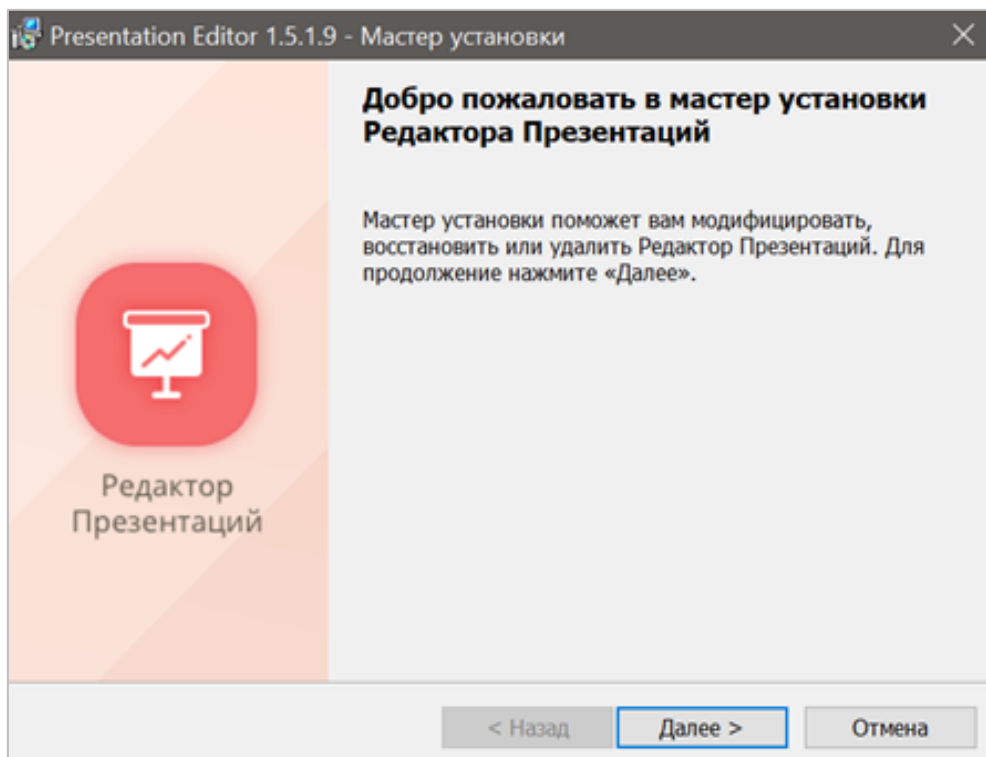 Presentation Editor 1.5.1.9 - Мастер установки
Добро пожаловать в мастер установки
Редактора Презентаций
Мастер установки поможет вам модифицировать,
восстановить или удалить Редактор Презентаций. Для
продолжение нажмите «Далее».
Редактор
Презентаций
< Назад
Далее >
Отмена